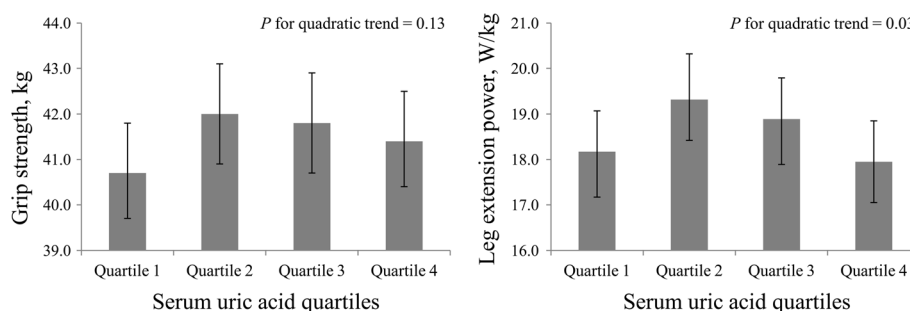 44.0
P for quadratic trend = 0.13
43.0
42.0
41.0
40.0
39.0
Grip strength, kg
Quartile 1 Quartile 2 Quartile 3 Quartile 4
Serum uric acid quartiles
21.0
P for quadratic trend = 0.03
20.0
19.0
18.0
17.0
16.0
Leg extension power, W/kg
Quartile 1 Quartile 2 Quartile 3 Quartile 4
Serum uric acid quartiles